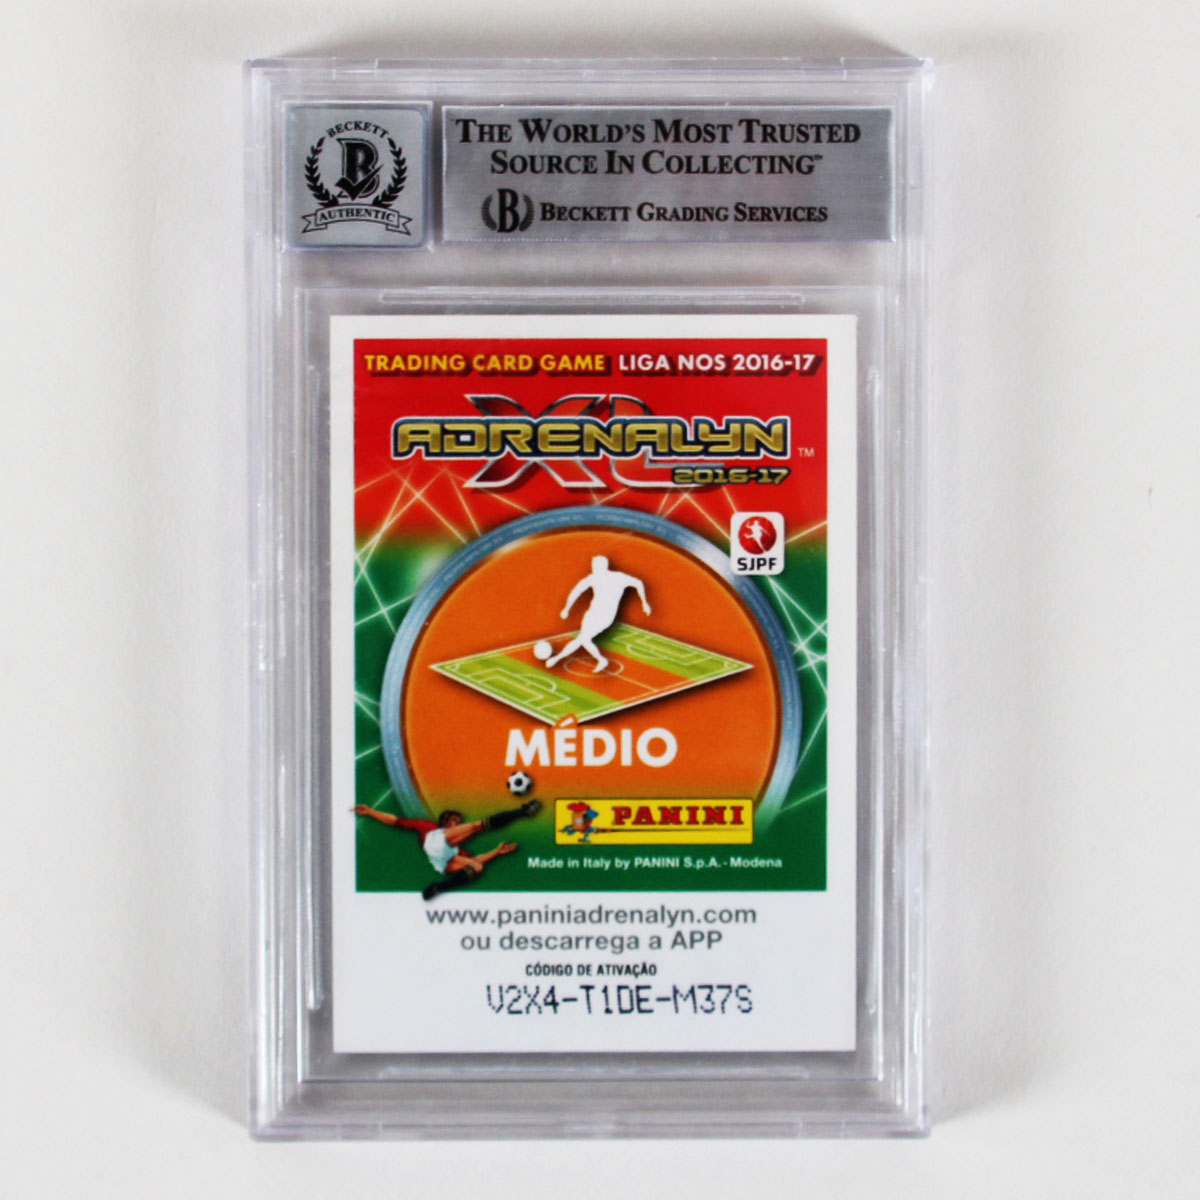 BECKETT
B
AUTHENTIC
THE WORLD'S MOST TRUSTED
SOURCE IN COLLECTING™
B BECKETT GRADING SERVICES
TRADING CARD GAME LIGA NOS 2016-17
XL
ADRENALYN™
2016-17
SJPF
MÉDIO
PANINI
Made in Italy by PANINI S.p.A. - Modena
www.paniniadrenalyn.com
ou descarrega a APP
CÓDIGO DE ATIVAÇÃO
V2X4-T1DE-M37S